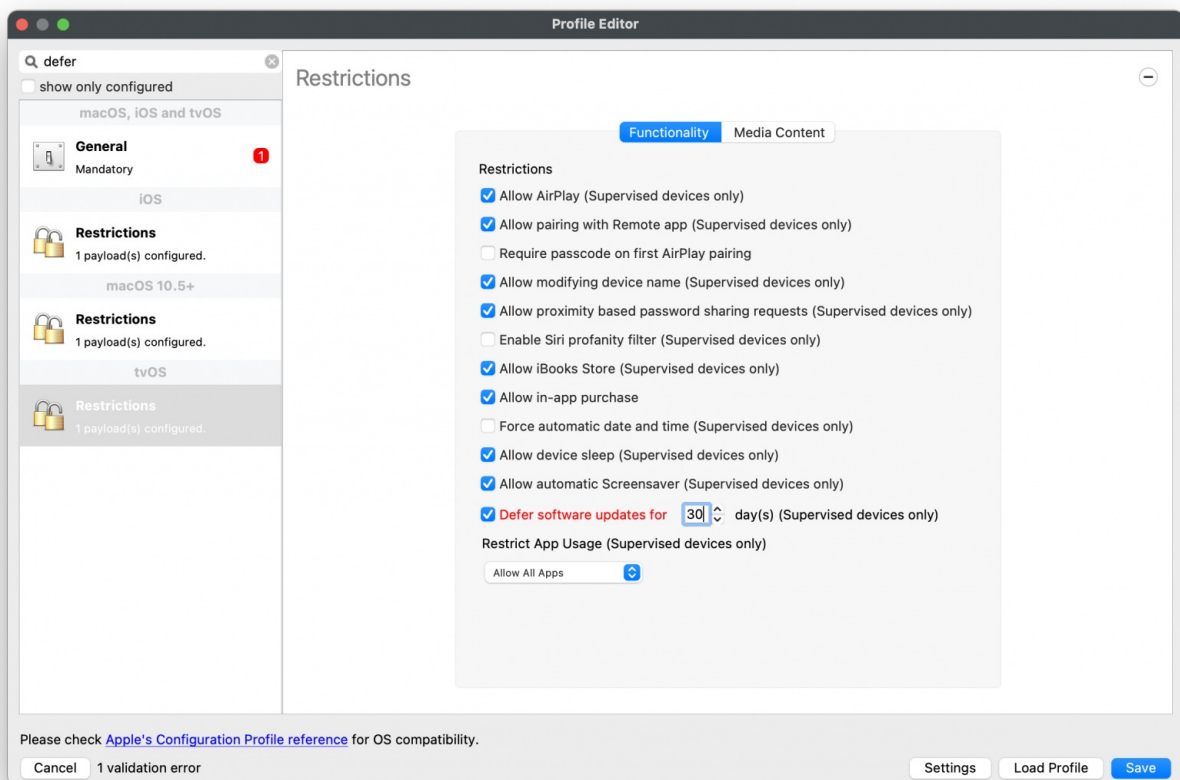 Profile Editor
defer
show only configured
macOS, iOS and tvOS
General
1
Mandatory
iOS
Restrictions
1 payload(s) configured.
macOS 10.5+
Restrictions
1 payload(s) configured.
tvOS
Restrictions
1 payload(s) configured.
Restrictions
Functionality Media Content
Restrictions
Allow AirPlay (Supervised devices only)
Allow pairing with Remote app (Supervised devices only)
Require passcode on first AirPlay pairing
Allow modifying device name (Supervised devices only)
Allow proximity based password sharing requests (Supervised devices only)
Enable Siri profanity filter (Supervised devices only)
Allow iBooks Store (Supervised devices only)
Allow in-app purchase
Force automatic date and time (Supervised devices only)
Allow device sleep (Supervised devices only)
Allow automatic Screensaver (Supervised devices only)
Defer software updates for 30 day(s) (Supervised devices only)
Restrict App Usage (Supervised devices only)
Allow All Apps
Please check Apple's Configuration Profile reference for OS compatibility.
Cancel 1 validation error Settings Load Profile Save